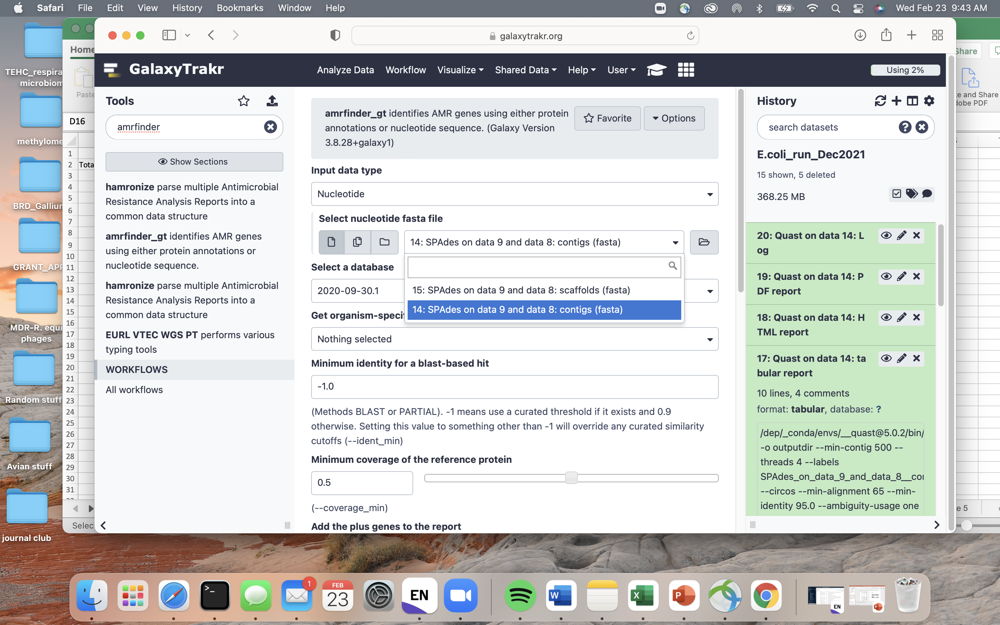 Safari File Edit View History Bookmarks Window Help Wed Feb 23 9:43 AM
galaxytrakr.org
GalaxyTrakr
Analyze Data Workflow Visualize Shared Data Help User
Using 2%
Tools
amrfinder
Show Sections
hamronize parse multiple Antimicrobial
Resistance Analysis Reports into a
common data structure
amrfinder_gt identifies AMR genes
using either protein annotations or
nucleotide sequence.
hamronize parse multiple Antimicrobial
Resistance Analysis Reports into a
common data structure
EURL VTEC WGS PT performs various
typing tools
WORKFLOWS
All workflows
amrfinder_gt identifies AMR genes using either protein
annotations or nucleotide sequence. (Galaxy Version
3.8.28+galaxy1)
Favorite
Options
Input data type
Nucleotide
Select nucleotide fasta file
14: SPAdes on data 9 and data 8: contigs (fasta)
15: SPAdes on data 9 and data 8: scaffolds (fasta)
14: SPAdes on data 9 and data 8: contigs (fasta)
Select a database
2020-09-30.1
Get organism-specif
Nothing selected
Minimum identity for a blast-based hit
-1.0
(Methods BLAST or PARTIAL). -1 means use a curated threshold if it exists and 0.9
otherwise. Setting this value to something other than -1 will override any curated similarity
cutoffs (--ident_min)
Minimum coverage of the reference protein
0.5
(--coverage_min)
Add the plus genes to the report
History
search datasets
E.coli_run_Dec2021
15 shown, 5 deleted
368.25 MB
20: Quast on data 14: L
og
19: Quast on data 14: P
DF report
18: Quast on data 14: H
TML report
17: Quast on data 14: ta
bular report
10 lines, 4 comments
format: tabular, database: ?
/dep/_conda/envs/__quast@5.0.2/bin/
-o outputdir --min-contig 500 --
threads 4 --labels
SPAdes_on_data_9_and_data_8__co
--circos --min-alignment 65 --min-
identity 95.0 --ambiguity-usage one
TEHC_respira
microbiom
methylome
BRD_Galliu
GRANT_AP
MDR-R. equi
phages
Random stuff
Avian stuff
journal club
Home
Paste
D16
1
2 Tota
3
4
5
6
7
8
9
10
11
12
13
14
15
16
17
18
19
20
21
22
23
24
25
26
27
28
29
30
31
Selec
Share
te and Share
dobe PDF
e 5
1
FEB
23
EN
W
X
P
EN